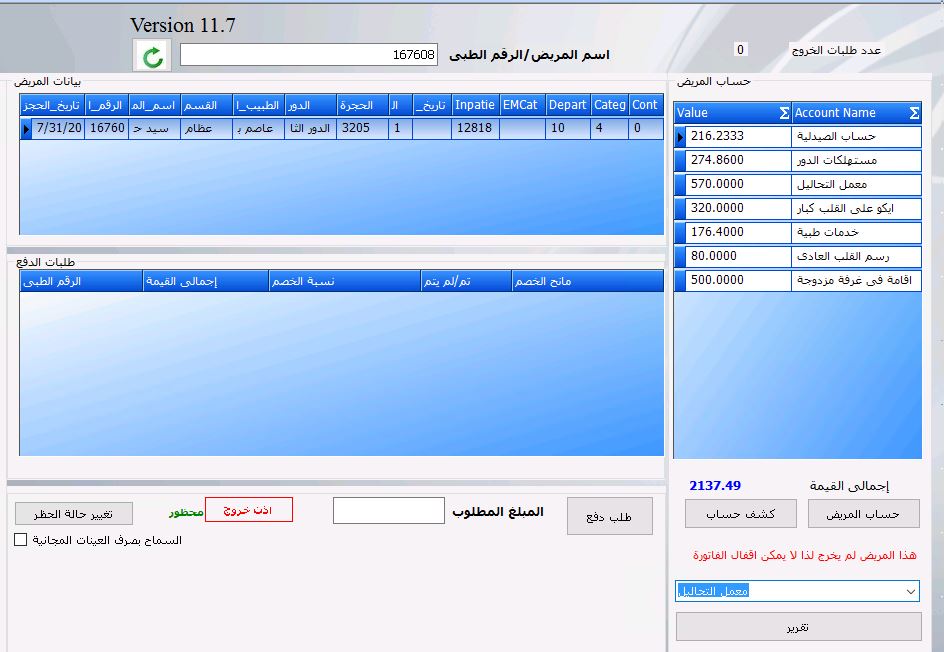 Version 11.7
اسم المريض/الرقم الطبى 167608
عدد طلبات الخروج 0
بيانات المريض
تاريخ_الحجز الرقم_ا اسم_الم القسم الطبيب_ا الدور الحجرة ال تاريخ_ Inpatie EMCat Depart Categ Cont
7/31/20 16760 سيد ح عظام عاصم ب الدور الثا 3205 1 12818 10 4 0
طلبات الدفع
الرقم الطبى إجمالى القيمة نسبة الخصم تم/لم يتم مانح الخصم
حساب المريض
Value Σ Account Name Σ
216.2333 حساب الصيدلية
274.8600 مستهلكات الدور
570.0000 معمل التحاليل
320.0000 ايكو على القلب كبار
176.4000 خدمات طبية
80.0000 رسم القلب العادى
500.0000 اقامة فى غرفة مزدوجة
إجمالى القيمة 2137.49
حساب المريض
كشف حساب
هذا المريض لم يخرج لذا لا يمكن اقفال الفاتورة
معمل التحاليل
تقرير
طلب دفع
المبلغ المطلوب
اذن خروج
محظور
تغيير حالة الحظر
السماح بصرف العينات المجانية